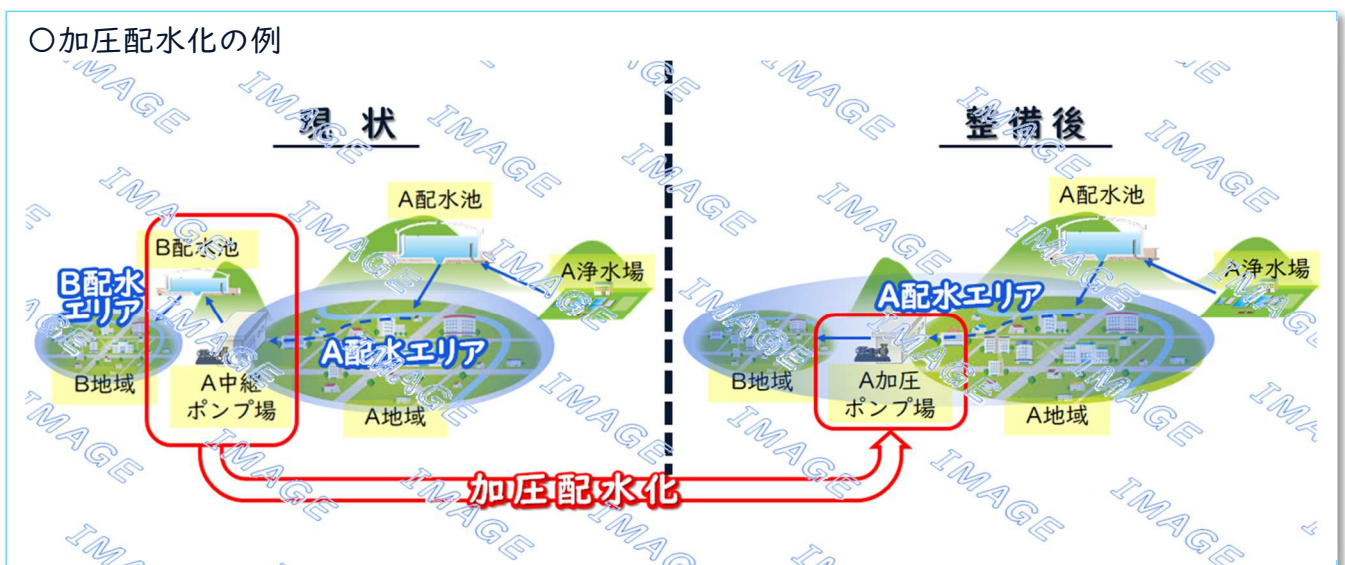 〇加圧配水化の例
現 状
整備後
A配水池
B配水池
A浄水場
B配水
エリア
A配水エリア
B地域
A中継
ポンプ場
A地域
A配水池
A浄水場
A配水エリア
B地域
A加圧
ポンプ場
A地域
加圧配水化
IMAGE